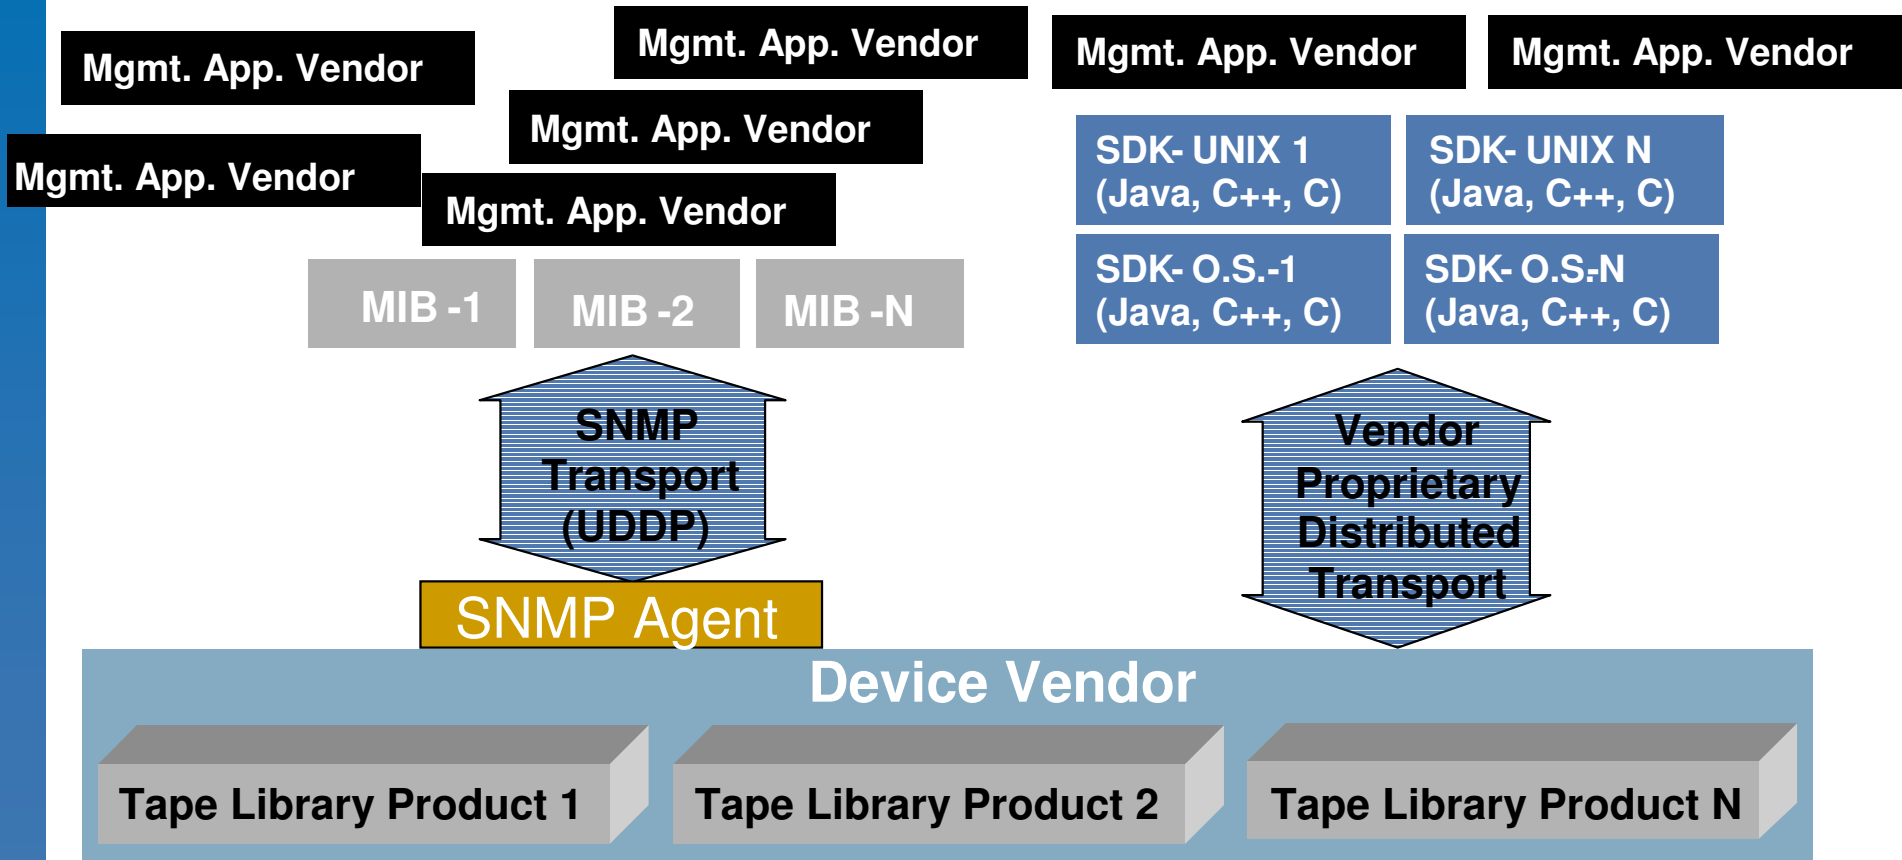 Mgmt. App. Vendor
Mgmt. App. Vendor
Mgmt. App. Vendor
Mgmt. App. Vendor
Mgmt. App. Vendor
Mgmt. App. Vendor
Mgmt. App. Vendor
MIB -1
MIB -2
MIB -N
SDK- UNIX 1
(Java, C++, C)
SDK- UNIX N
(Java, C++, C)
SDK- O.S.-1
(Java, C++, C)
SDK- O.S.-N
(Java, C++, C)
SNMP
Transport
(UDDP)
Vendor
Proprietary
Distributed
Transport
SNMP Agent
Device Vendor
Tape Library Product 1
Tape Library Product 2
Tape Library Product N